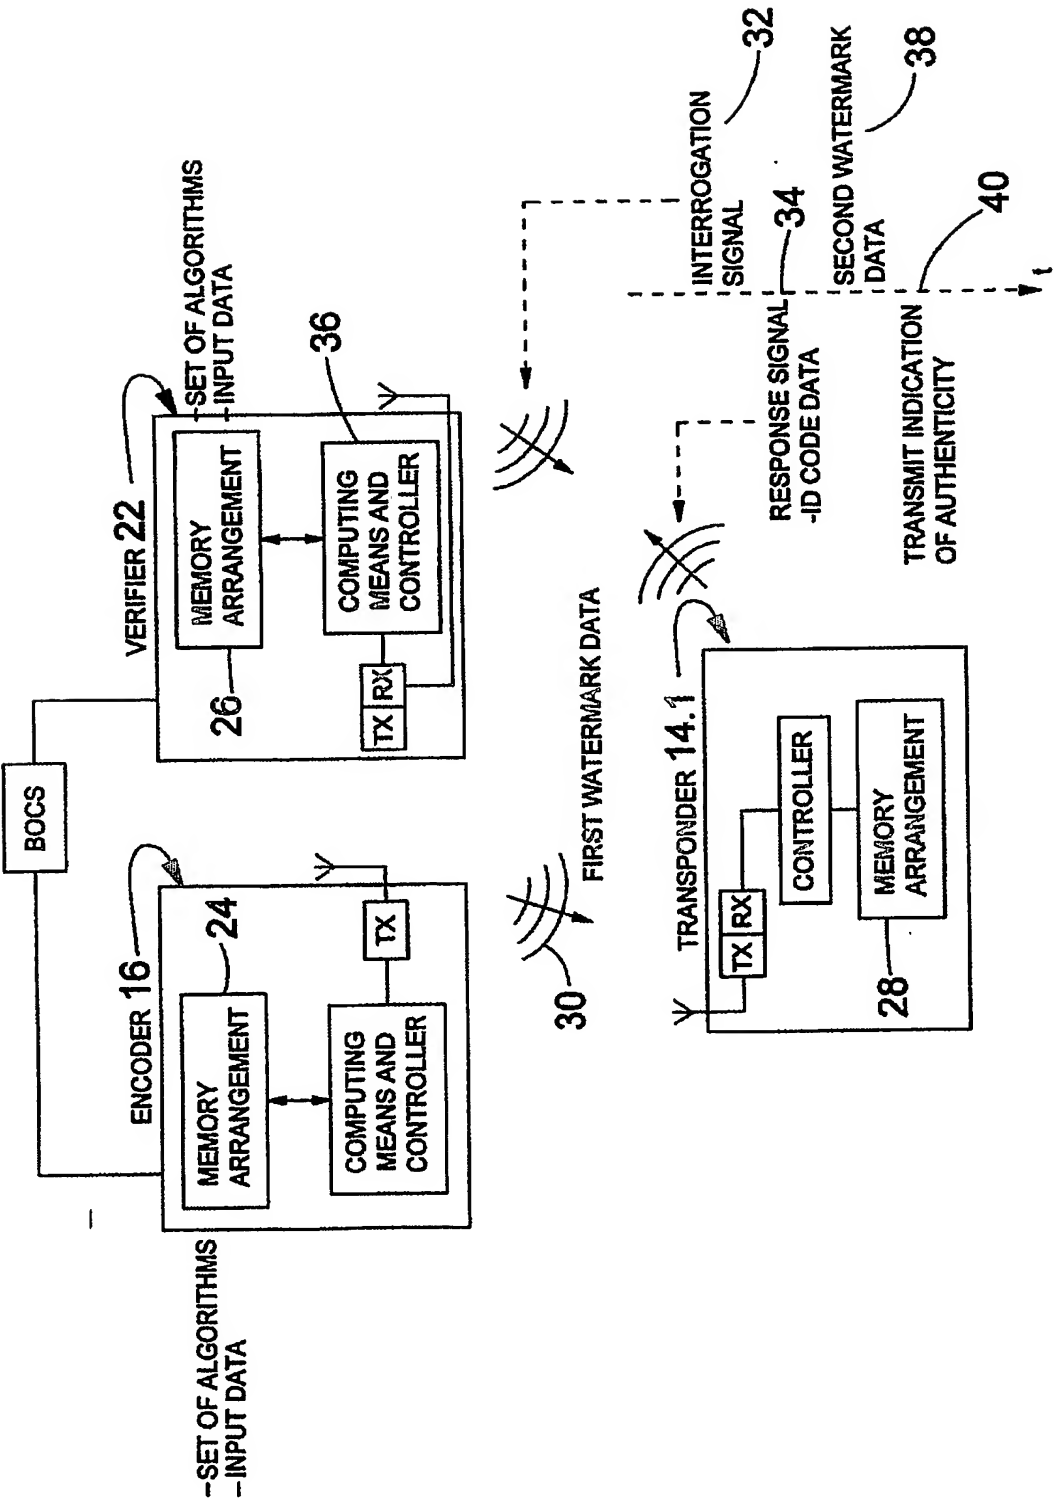 BOCS
ENCODER 16
24
MEMORY
ARRANGEMENT
COMPUTING
MEANS AND
CONTROLLER
TX
-SET OF ALGORITHMS
-INPUT DATA
VERIFIER 22
-SET OF ALGORITHMS
-INPUT DATA
MEMORY
ARRANGEMENT
26
36
COMPUTING
MEANS AND
CONTROLLER
TX RX
30
FIRST WATERMARK DATA
TRANSPONDER 14.1
TX RX
CONTROLLER
MEMORY
ARRANGEMENT
28
INTERROGATION
SIGNAL
32
RESPONSE SIGNAL
-ID CODE DATA
34
SECOND WATERMARK
DATA
38
TRANSMIT INDICATION
OF AUTHENTICITY
40
t